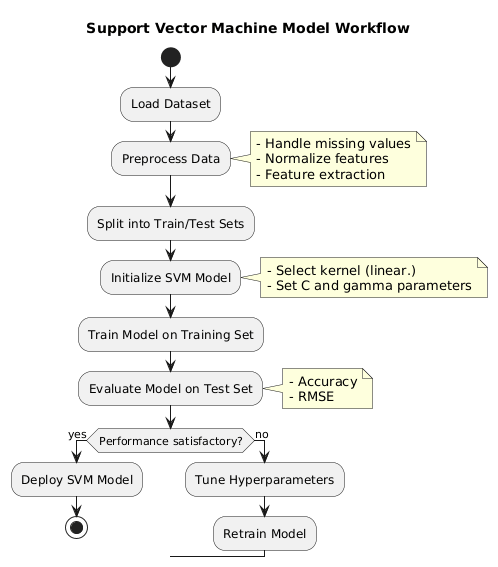 Support Vector Machine Model Workflow
Load Dataset
Preprocess Data
- Handle missing values
- Normalize features
- Feature extraction
Split into Train/Test Sets
Initialize SVM Model
- Select kernel (linear.)
- Set C and gamma parameters
Train Model on Training Set
Evaluate Model on Test Set
- Accuracy
- RMSE
Performance satisfactory?
yes
no
Deploy SVM Model
Tune Hyperparameters
Retrain Model